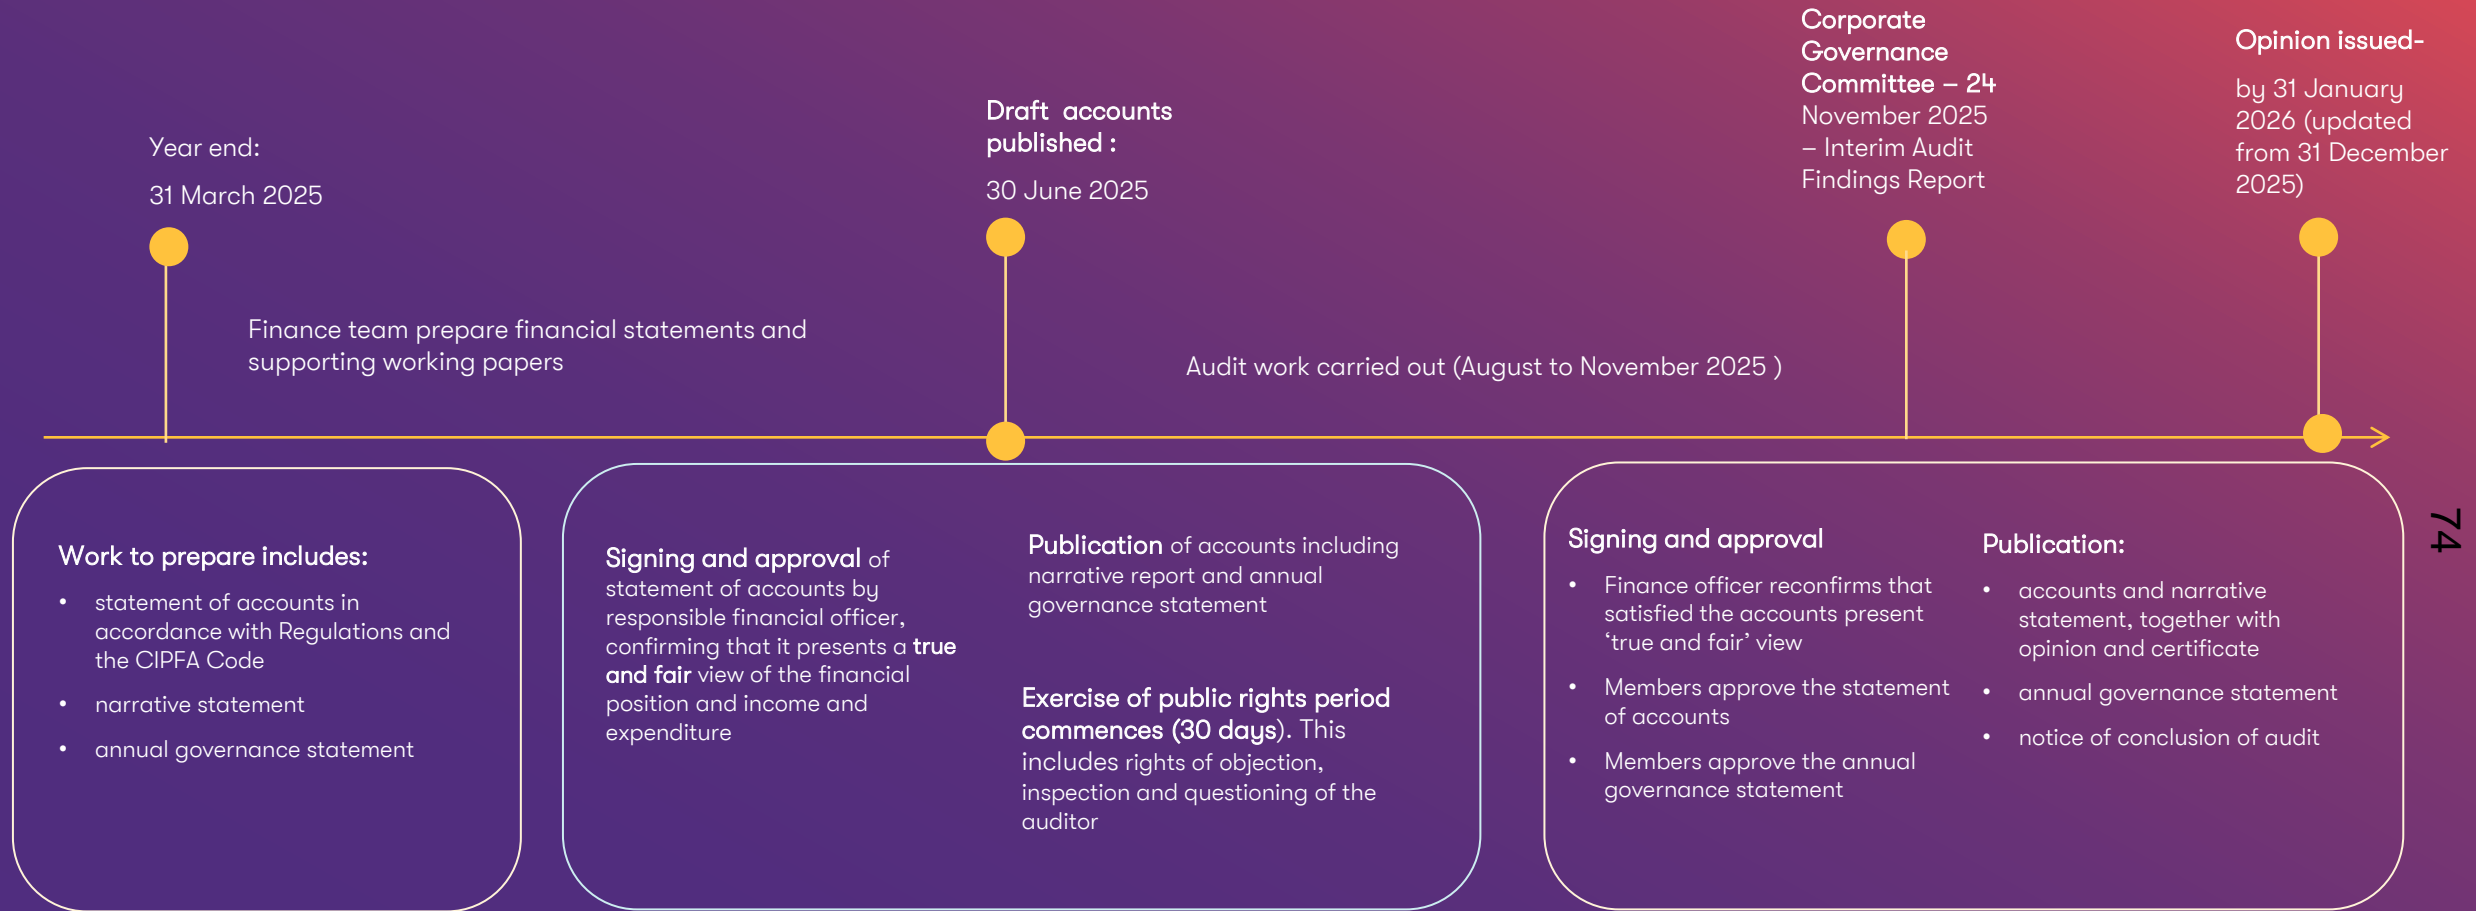 Year end:
31 March 2025
Draft accounts
published :
30 June 2025
Corporate
Governance
Committee – 24
November 2025
– Interim Audit
Findings Report
Opinion issued-
by 31 January
2026 (updated
from 31 December
2025)
Finance team prepare financial statements and
supporting working papers
Audit work carried out (August to November 2025 )
Work to prepare includes:
• statement of accounts in
accordance with Regulations and
the CIPFA Code
• narrative statement
• annual governance statement
Signing and approval of
statement of accounts by
responsible financial officer,
confirming that it presents a true
and fair view of the financial
position and income and
expenditure
Publication of accounts including
narrative report and annual
governance statement
Exercise of public rights period
commences (30 days). This
includes rights of objection,
inspection and questioning of the
auditor
Signing and approval
• Finance officer reconfirms that
satisfied the accounts present
‘true and fair’ view
• Members approve the statement
of accounts
• Members approve the annual
governance statement
Publication:
• accounts and narrative
statement, together with
opinion and certificate
• annual governance statement
• notice of conclusion of audit
74